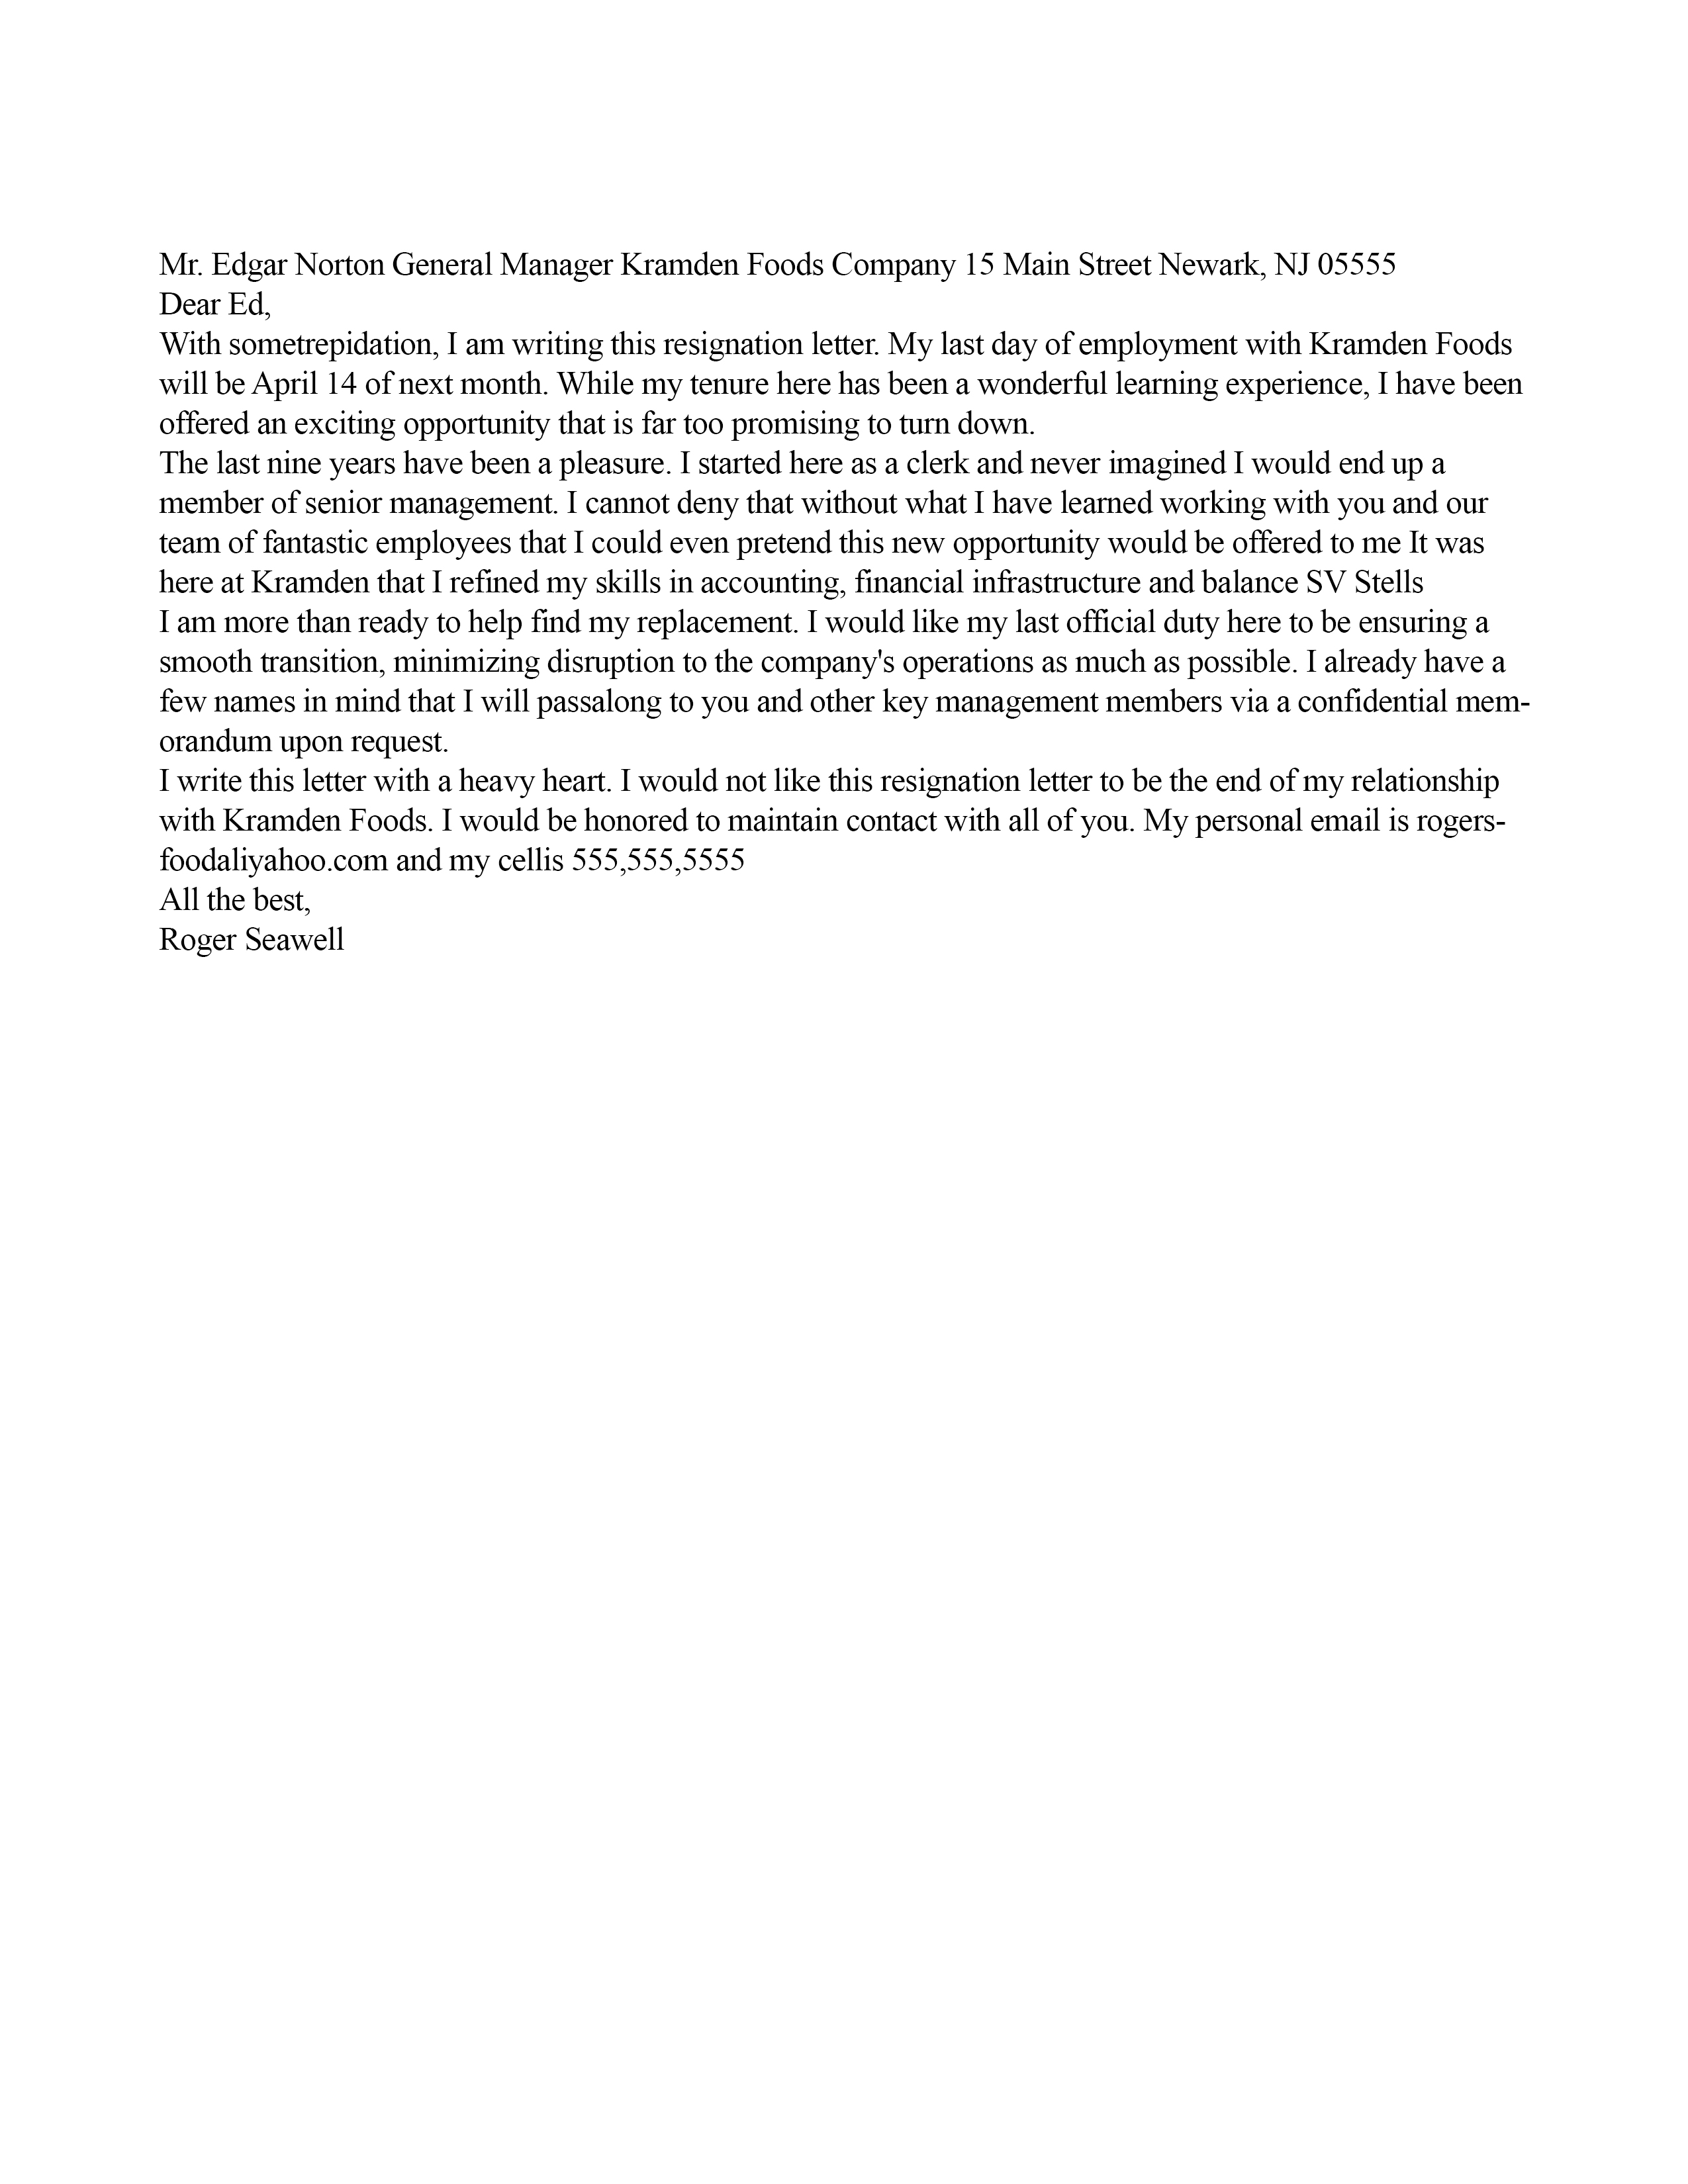 Mr. Edgar Norton General Manager Kramden Foods Company 15 Main Street Newark, NJ 05555
Dear Ed,
With sometrepidation, I am writing this resignation letter. My last day of employment with Kramden Foods
will be April 14 of next month. While my tenure here has been a wonderful learning experience, I have been
offered an exciting opportunity that is far too promising to turn down.
The last nine years have been a pleasure. I started here as a clerk and never imagined I would end up a
member of senior management. I cannot deny that without what I have learned working with you and our
team of fantastic employees that I could even pretend this new opportunity would be offered to me It was
here at Kramden that I refined my skills in accounting, financial infrastructure and balance SV Stells
I am more than ready to help find my replacement. I would like my last official duty here to be ensuring a
smooth transition, minimizing disruption to the company's operations as much as possible. I already have a
few names in mind that I will passalong to you and other key management members via a confidential mem-
orandum upon request.
I write this letter with a heavy heart. I would not like this resignation letter to be the end of my relationship
with Kramden Foods. I would be honored to maintain contact with all of you. My personal email is rogers-
foodaliyahoo.com and my cellis 555,555,5555
All the best,
Roger Seawell